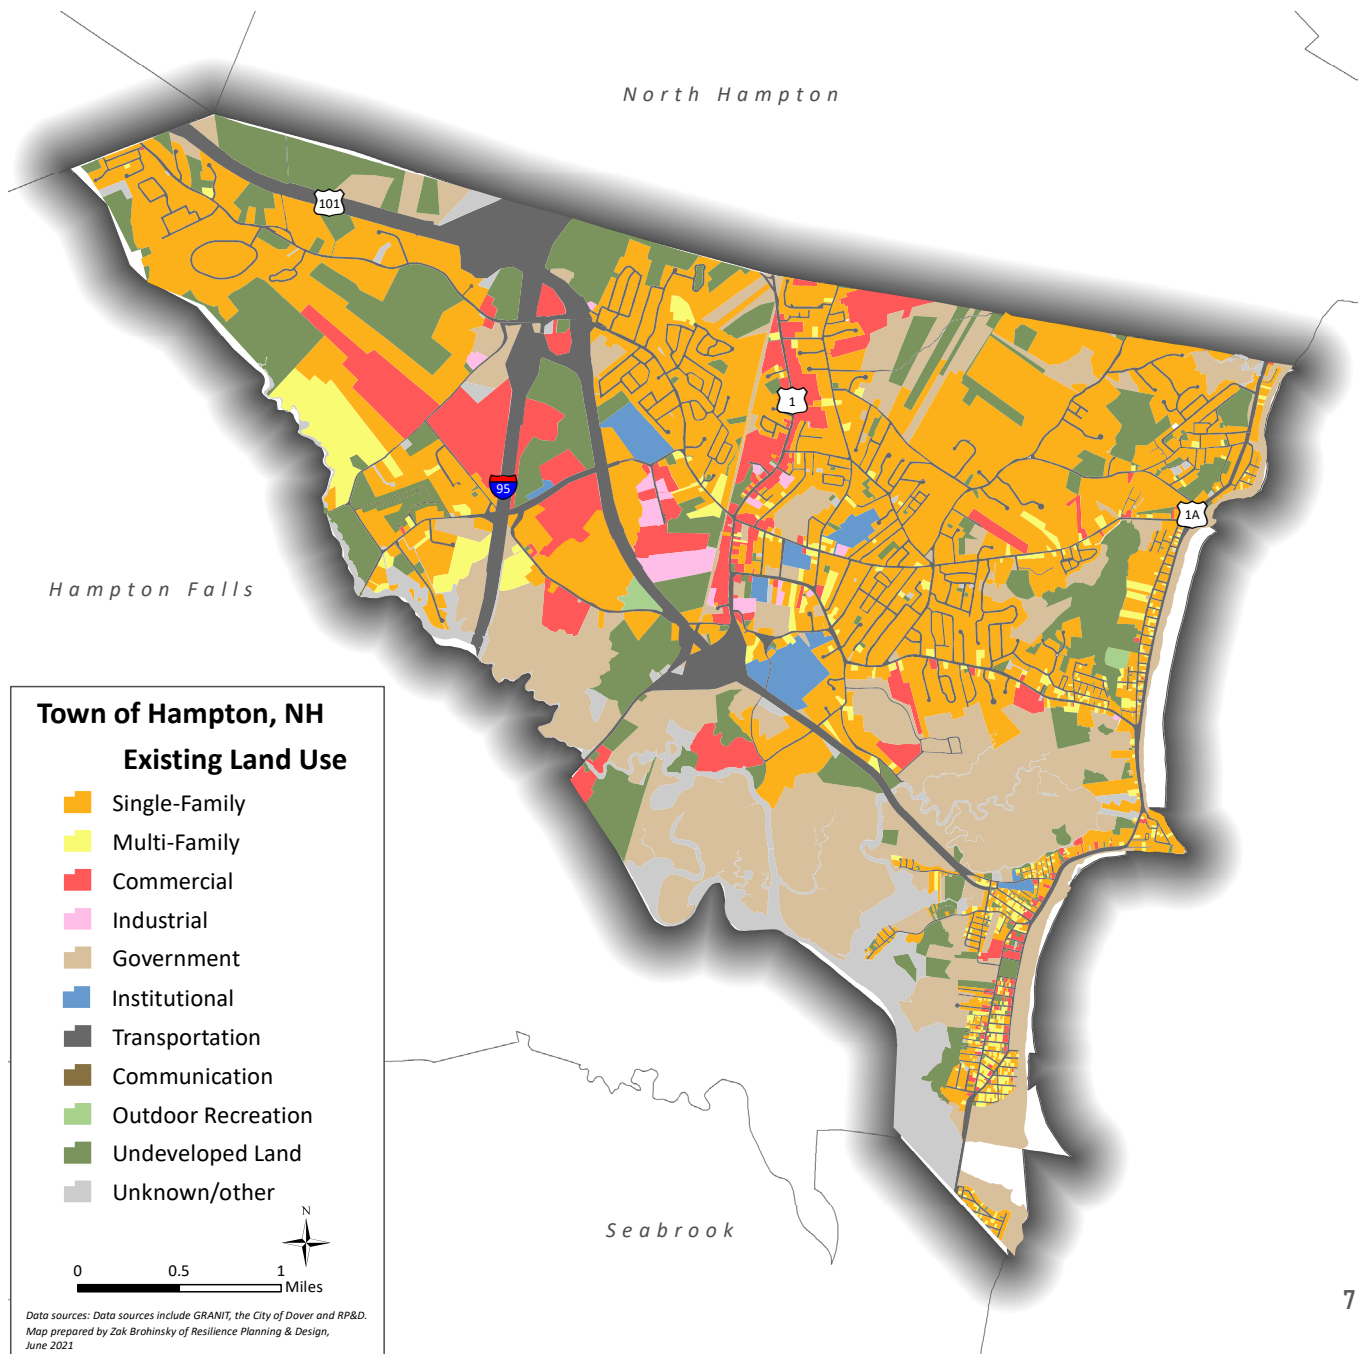 North Hampton
101
1
95
1A
Hampton Falls
Town of Hampton, NH
Existing Land Use
Single-Family
Multi-Family
Commercial
Industrial
Government
Institutional
Transportation
Communication
Outdoor Recreation
Undeveloped Land
Unknown/other
N
0 0.5 1
Miles
Seabrook
Data sources: Data sources include GRANIT, the City of Dover and RP&D.
Map prepared by Zak Brohinsky of Resilience Planning & Design,
June 2021
7